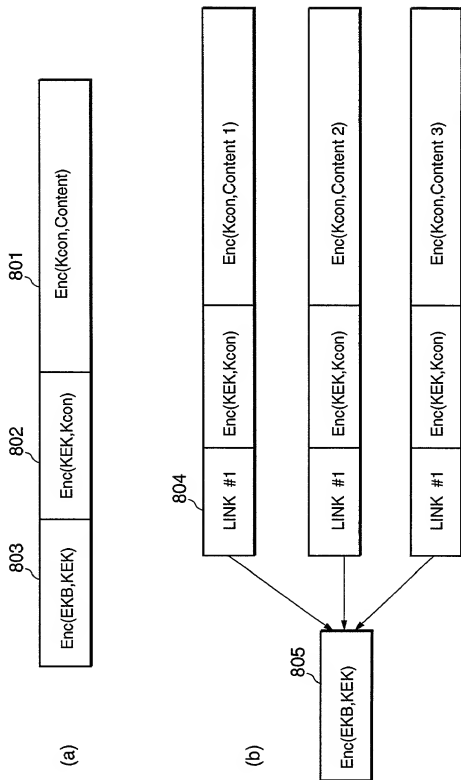 (a)
803
802
801
Enc(EKB,KEK)
Enc(KEK,Kcon)
Enc(Kcon,Content)
(b)
804
LINK #1
Enc(KEK,Kcon)
Enc(Kcon,Content 1)
LINK #1
Enc(KEK,Kcon)
Enc(Kcon,Content 2)
805
Enc(EKB,KEK)
LINK #1
Enc(KEK,Kcon)
Enc(Kcon,Content 3)